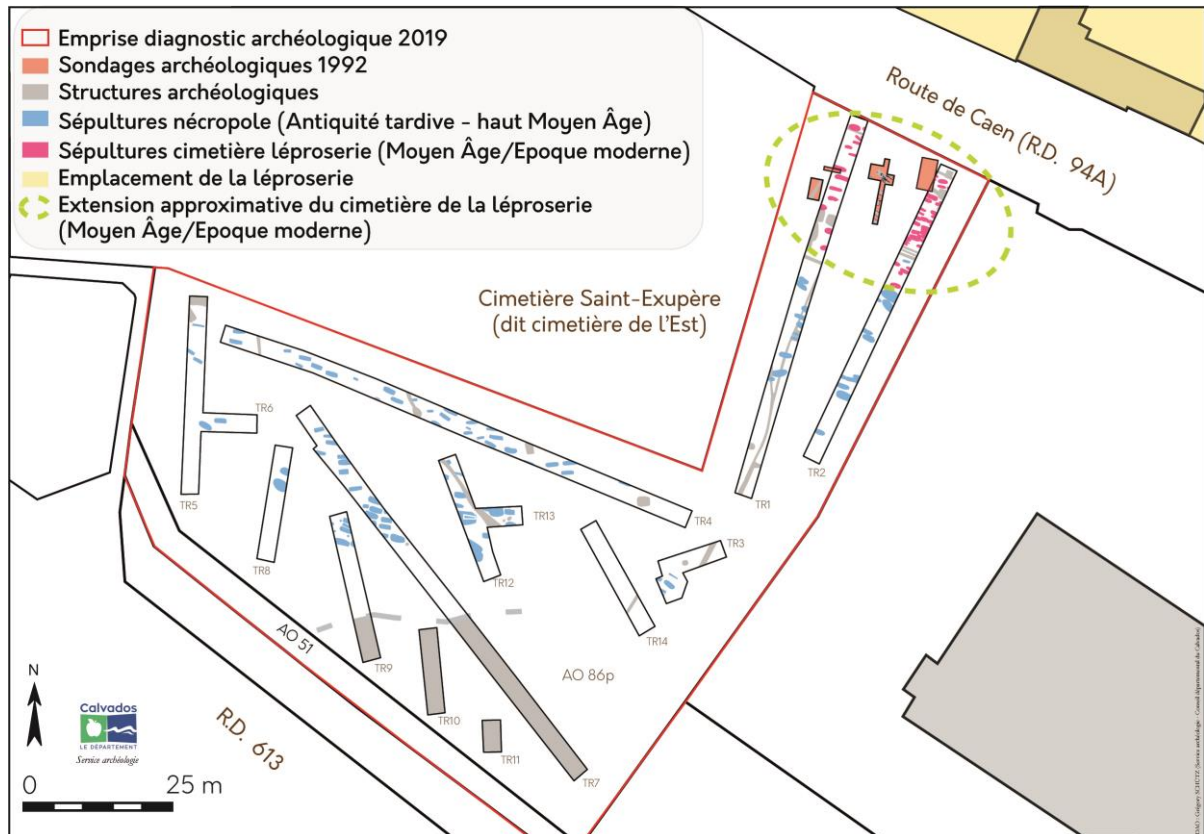 Emprise diagnostic archéologique 2019
Sondages archéologiques 1992
Structures archéologiques
Sépultures nécropole (Antiquité tardive - haut Moyen Âge)
Sépultures cimetière léproserie (Moyen Âge/Epoque moderne)
Emplacement de la léproserie
Extension approximative du cimetière de la léproserie
(Moyen Âge/Epoque moderne)
Route de Caen (R.D. 94A)
Cimetière Saint-Exupère
(dit cimetière de l'Est)
TR6
TR5
TR8
TR13
TR12
TR4
TR1
TR2
TR3
TR14
TR9
TR10
TR11
TR7
AO 51
AO 86p
R.D. 613
N
Calvados
LE DÉPARTEMENT
Service archéologie
0 25 m